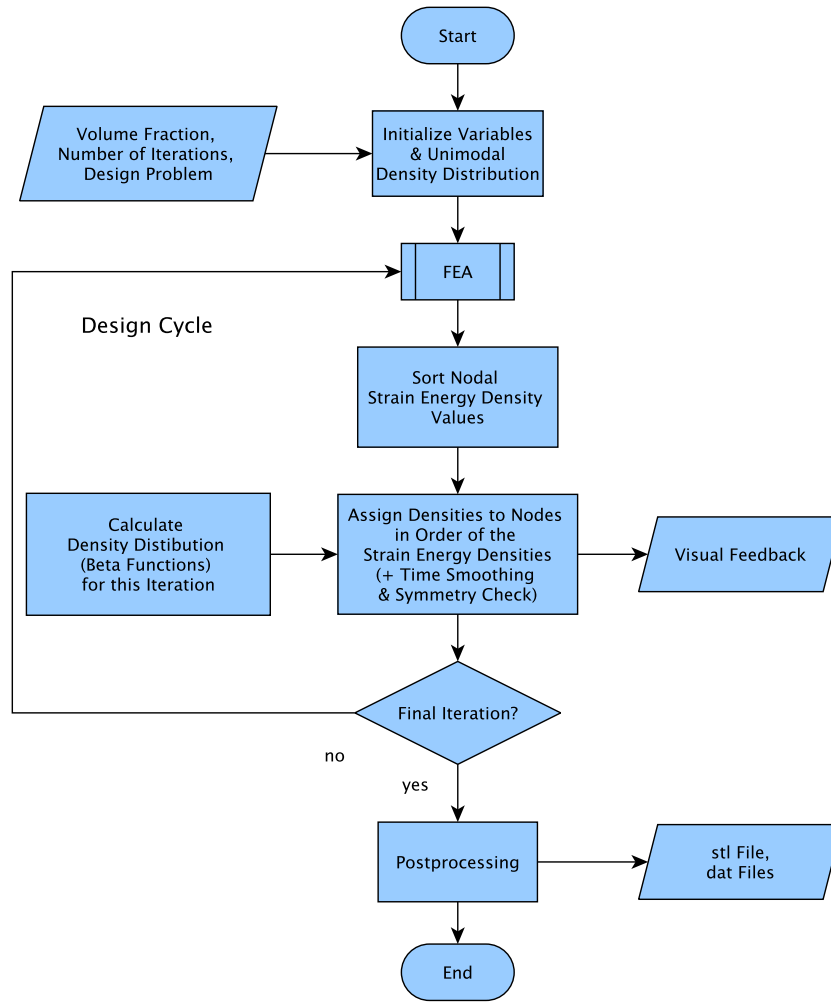 Start
Volume Fraction,
Number of Iterations,
Design Problem
Initialize Variables
& Unimodal
Density Distribution
FEA
Design Cycle
Sort Nodal
Strain Energy Density
Values
Calculate
Density Distibution
(Beta Functions)
for this Iteration
Assign Densities to Nodes
in Order of the
Strain Energy Densities
(+ Time Smoothing
& Symmetry Check)
Visual Feedback
Final Iteration?
no
yes
Postprocessing
stl File,
dat Files
End